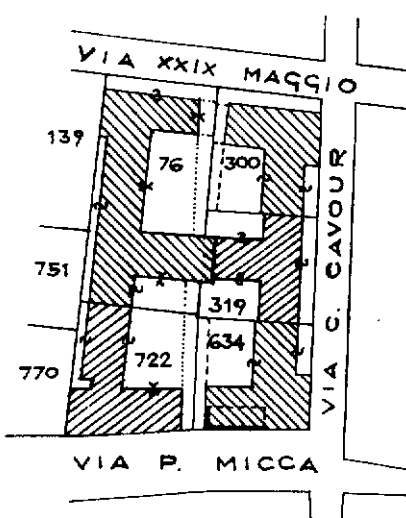 VIA XXIX MAGGIO
139
76
300
VIA C. CAVOUR
751
319
634
722
770
VIA P. MICCA